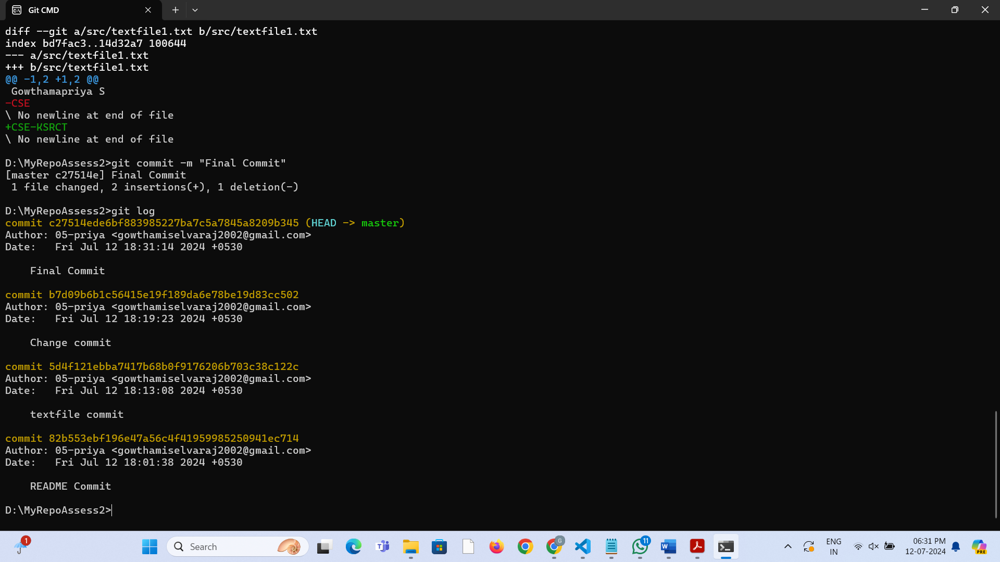 Git CMD
diff --git a/src/textfile1.txt b/src/textfile1.txt
index bd7fac3..14d32a7 100644
--- a/src/textfile1.txt
+++ b/src/textfile1.txt
@@ -1,2 +1,2 @@
 Gowthamapriya S
-CSE
\ No newline at end of file
+CSE-KSRCT
\ No newline at end of file
D:\MyRepoAssess2>git commit -m "Final Commit"
[master c27514e] Final Commit
 1 file changed, 2 insertions(+), 1 deletion(-)
D:\MyRepoAssess2>git log
commit c27514ede6bf883985227ba7c5a7845a8209b345 (HEAD -> master)
Author: 05-priya <gowthamiselvaraj2002@gmail.com>
Date:   Fri Jul 12 18:31:14 2024 +0530
    Final Commit
commit b7d09b6b1c56415e19f189da6e78be19d83cc502
Author: 05-priya <gowthamiselvaraj2002@gmail.com>
Date:   Fri Jul 12 18:19:23 2024 +0530
    Change commit
commit 5d4f121ebba7417b68b0f9176206b703c38c122c
Author: 05-priya <gowthamiselvaraj2002@gmail.com>
Date:   Fri Jul 12 18:13:08 2024 +0530
    textfile commit
commit 82b553ebf196e47a56c4f41959985250941ec714
Author: 05-priya <gowthamiselvaraj2002@gmail.com>
Date:   Fri Jul 12 18:01:38 2024 +0530
    README Commit
D:\MyRepoAssess2>
1
Search
G
11
ENG
IN
06:31 PM
12-07-2024
PRE